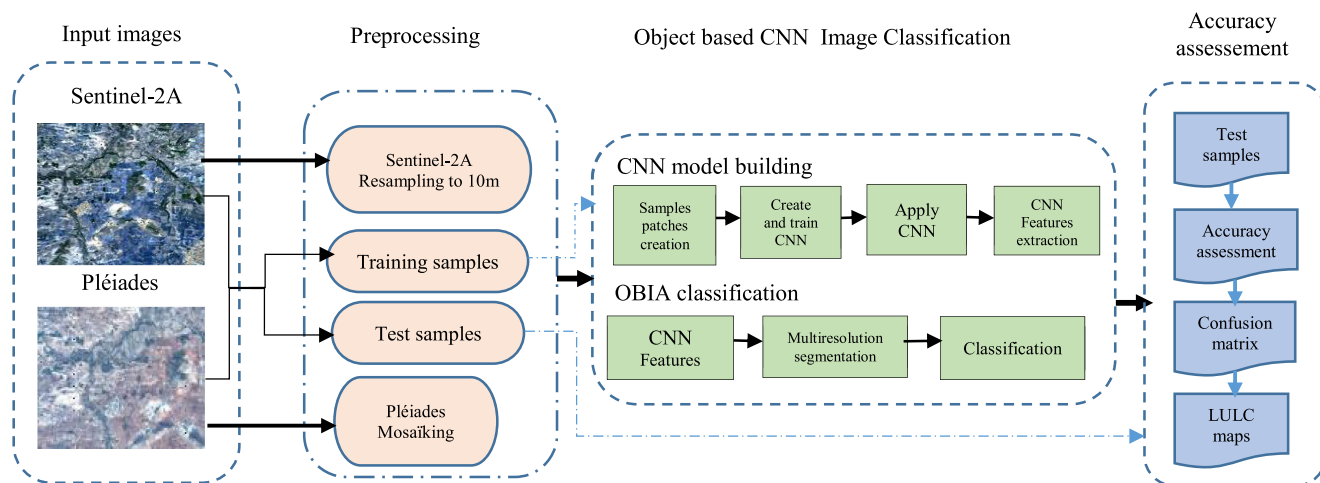 Input images
Preprocessing
Object based CNN Image Classification
Accuracy
assessement
Sentinel-2A
Pléiades
Sentinel-2A
Resampling to 10m
Training samples
Test samples
Pléiades
Mosaïking
CNN model building
Samples
patches
creation
Create
and train
CNN
Apply
CNN
CNN
Features
extraction
OBIA classification
CNN
Features
Multiresolution
segmentation
Classification
Test
samples
Accuracy
assessment
Confusion
matrix
LULC
maps